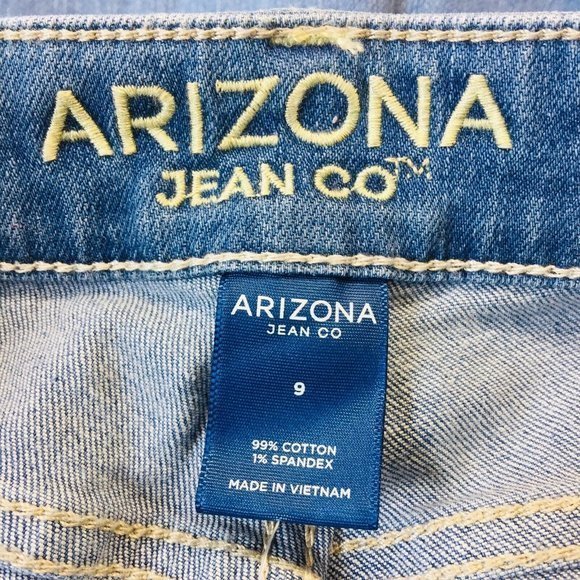 ARIZONA
JEAN CO™
ARIZONA
JEAN CO
9
99% COTTON
1% SPANDEX
MADE IN VIETNAM